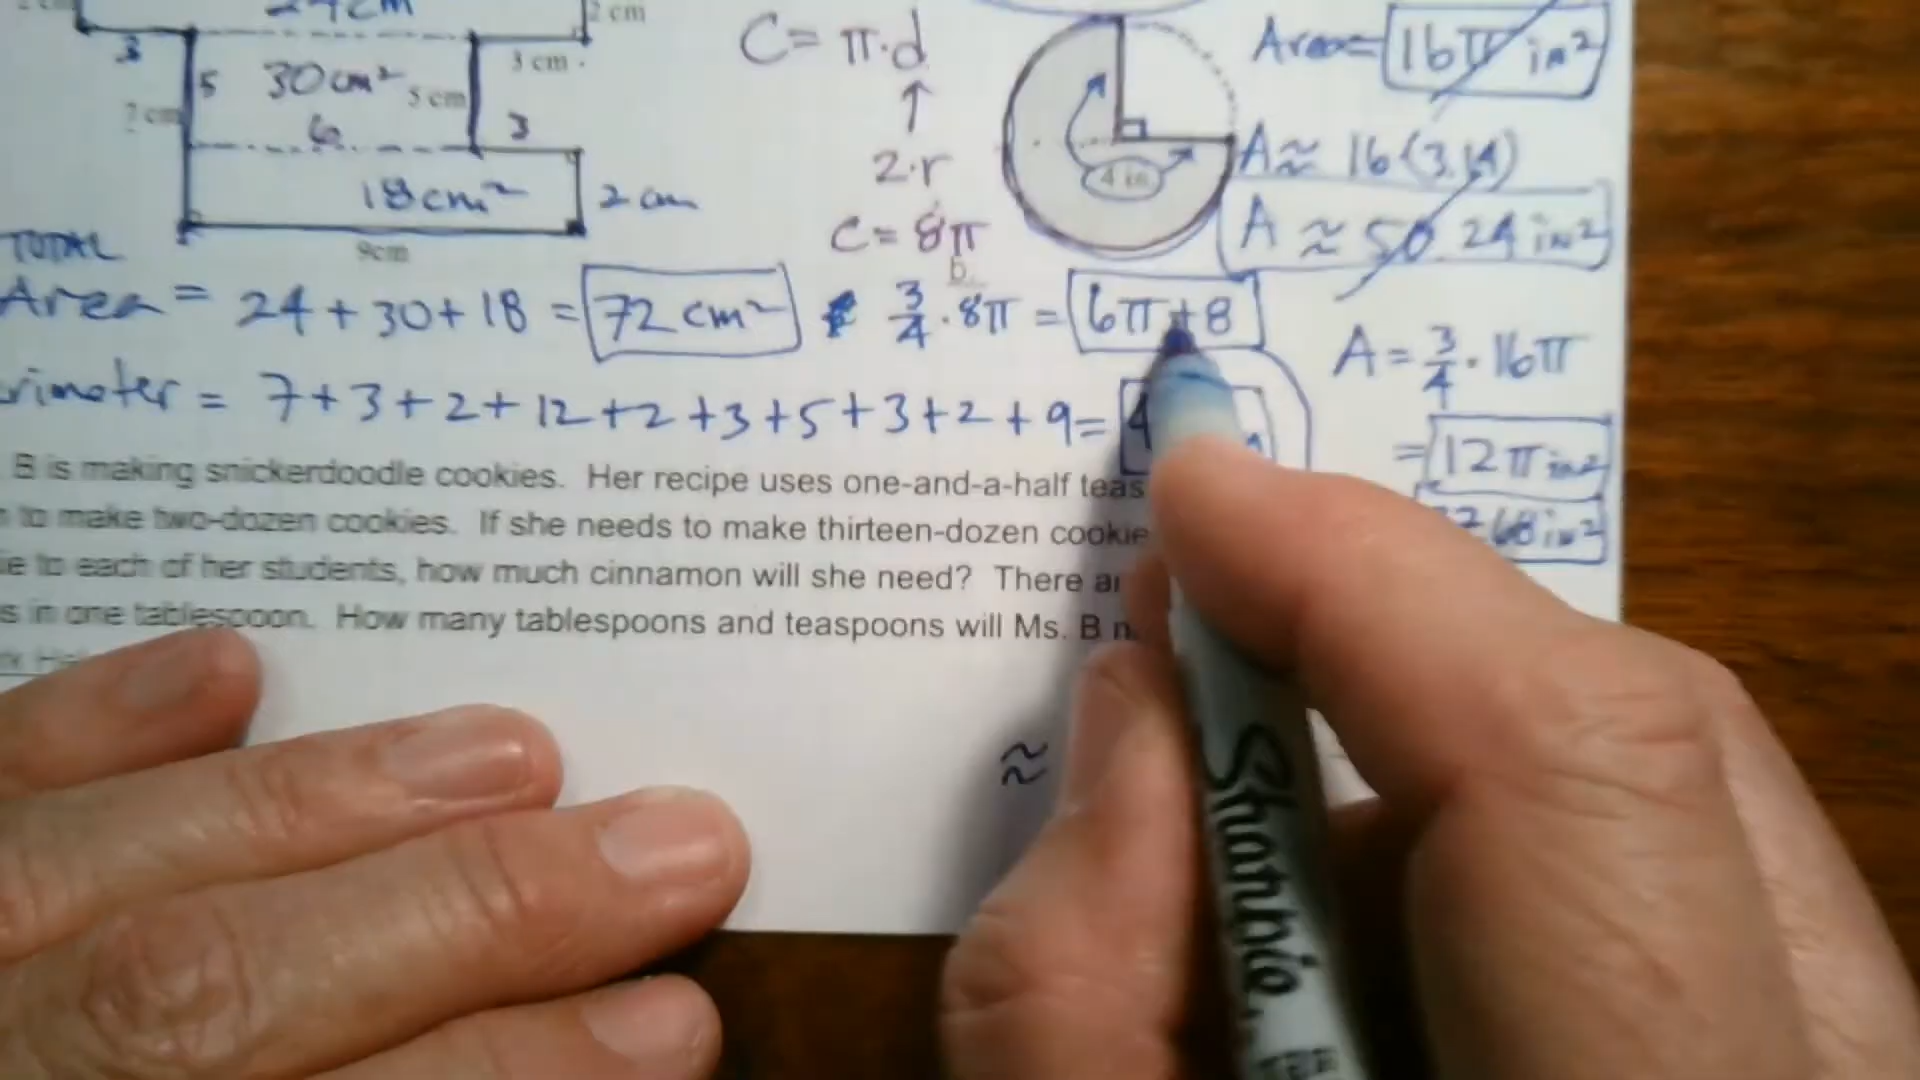 24cm
2 cm
3
5
30cm²
5 cm
3 cm
7 cm
6
3
18cm²
2 cm
9cm
C= π·d
↑
2·r
C= 8π
b.
4 in
Area= 16π in²
A≈ 16(3.14)
A ≈ 50.24 in²
TOTAL
Area = 24+30+18 = 72 cm²
3/4 · 8π = 6π+8
A= 3/4 · 16π
= 12π in²
68in²
= 7+3+2+12+2+3+5+3+2+9=
B is making snickerdoodle cookies. Her recipe uses one-and-a-half
to make two-dozen cookies. If she needs to make thirteen-dozen
to each of her students, how much cinnamon will she need? There
in one tablespoon. How many tablespoons and teaspoons will Ms. B
≈
Sharpie